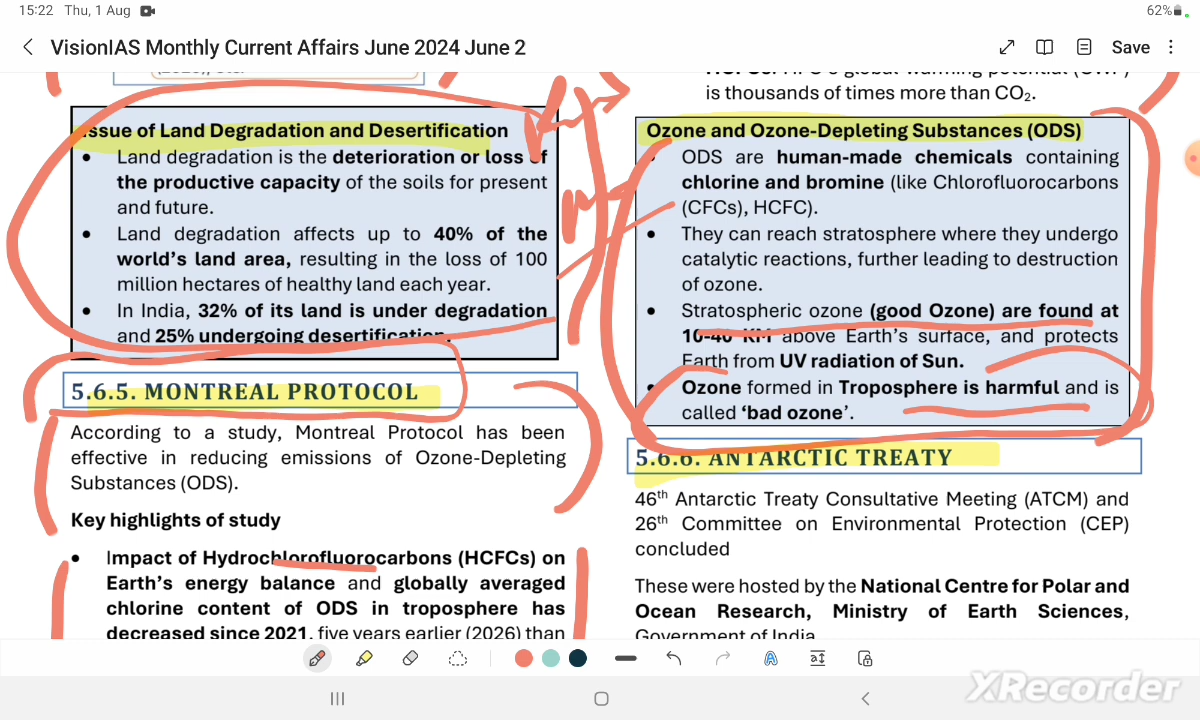 15:22 Thu, 1 Aug
62%
VisionIAS Monthly Current Affairs June 2024 June 2
Save
Issue of Land Degradation and Desertification
• Land degradation is the deterioration or loss of
the productive capacity of the soils for present
and future.
• Land degradation affects up to 40% of the
world's land area, resulting in the loss of 100
million hectares of healthy land each year.
• In India, 32% of its land is under degradation
and 25% undergoing desertification.
5.6.5. MONTREAL PROTOCOL
According to a study, Montreal Protocol has been
effective in reducing emissions of Ozone-Depleting
Substances (ODS).
Key highlights of study
• Impact of Hydrochlorofluorocarbons (HCFCs) on
Earth's energy balance and globally averaged
chlorine content of ODS in troposphere has
decreased since 2021, five years earlier (2026) than
is thousands of times more than CO₂.
Ozone and Ozone-Depleting Substances (ODS)
• ODS are human-made chemicals containing
chlorine and bromine (like Chlorofluorocarbons
(CFCs), HCFC).
• They can reach stratosphere where they undergo
catalytic reactions, further leading to destruction
of ozone.
• Stratospheric ozone (good Ozone) are found at
10-40 KM above Earth's surface, and protects
Earth from UV radiation of Sun.
• Ozone formed in Troposphere is harmful and is
called 'bad ozone'.
5.6.6. ANTARCTIC TREATY
46th Antarctic Treaty Consultative Meeting (ATCM) and
26th Committee on Environmental Protection (CEP)
concluded
These were hosted by the National Centre for Polar and
Ocean Research, Ministry of Earth Sciences,
Government of India
XRecorder